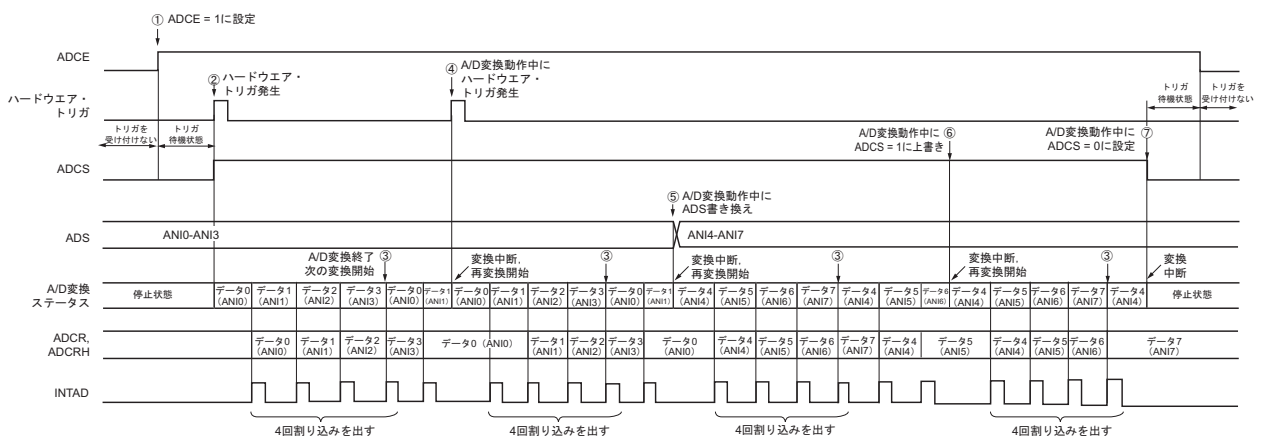 ① ADCE = 1に設定
ADCE
② ハードウエア・
トリガ発生
④ A/D変換動作中に
ハードウエア・
トリガ発生
ハードウエア・
トリガ
トリガを
受け付けない
トリガ
待機状態
トリガ
待機状態
トリガを
受け付けない
A/D変換動作中に ⑥
ADCS = 1に上書き
A/D変換動作中に ⑦
ADCS = 0に設定
ADCS
⑤ A/D変換動作中に
ADS書き換え
ADS
ANI0-ANI3
ANI4-ANI7
A/D変換終了 ③
次の変換開始
変換中断,
再変換開始
③
変換中断,
再変換開始
③
変換中断,
再変換開始
③
変換
中断
A/D変換
ステータス
停止状態
データ0 データ1 データ2 データ3 データ0 データ1 データ0 データ1 データ2 データ3 データ0 データ1 データ4 データ5 データ6 データ7 データ4 データ5 データ6 データ4 データ5 データ6 データ7 データ4
(ANI0) (ANI1) (ANI2) (ANI3) (ANI0) (ANI1) (ANI0) (ANI1) (ANI2) (ANI3) (ANI0) (ANI1) (ANI4) (ANI5) (ANI6) (ANI7) (ANI4) (ANI5) (ANI6) (ANI4) (ANI5) (ANI6) (ANI7) (ANI4)
停止状態
ADCR,
ADCRH
データ0 データ1 データ2 データ3 データ0 (ANI0) データ1 データ2 データ3 データ0 データ4 データ5 データ6 データ7 データ4 データ5 データ4 データ5 データ6 データ7
(ANI0) (ANI1) (ANI2) (ANI3) (ANI1) (ANI2) (ANI3) (ANI0) (ANI4) (ANI5) (ANI6) (ANI7) (ANI4) (ANI5) (ANI4) (ANI5) (ANI6) (ANI7)
INTAD
4回割り込みを出す
4回割り込みを出す
4回割り込みを出す
4回割り込みを出す